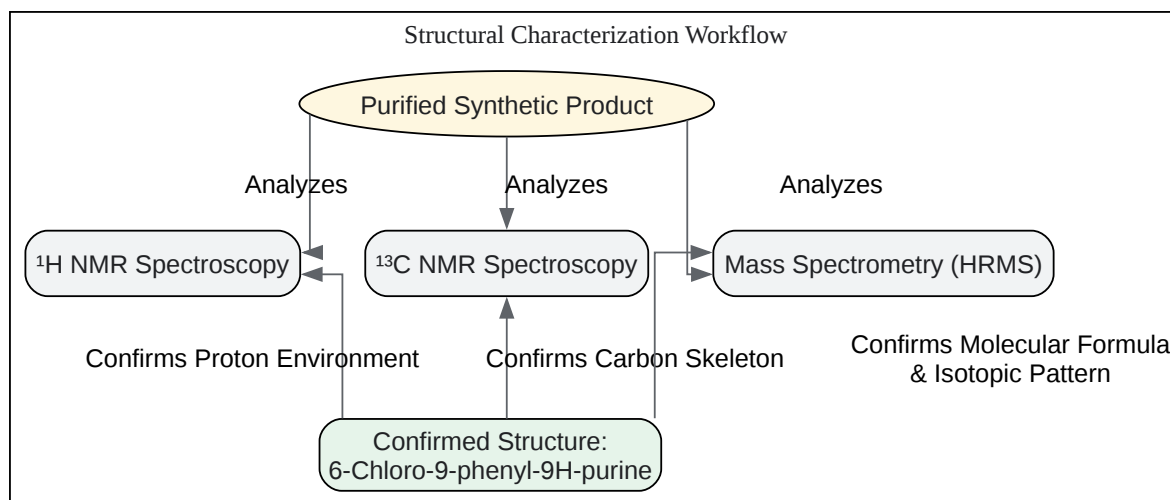 Structural Characterization Workflow
Purified Synthetic Product
Analyzes
Analyzes
Analyzes
¹H NMR Spectroscopy
¹³C NMR Spectroscopy
Mass Spectrometry (HRMS)
Confirms Proton Environment
Confirms Carbon Skeleton
Confirms Molecular Formula
& Isotopic Pattern
Confirmed Structure:
6-Chloro-9-phenyl-9H-purine